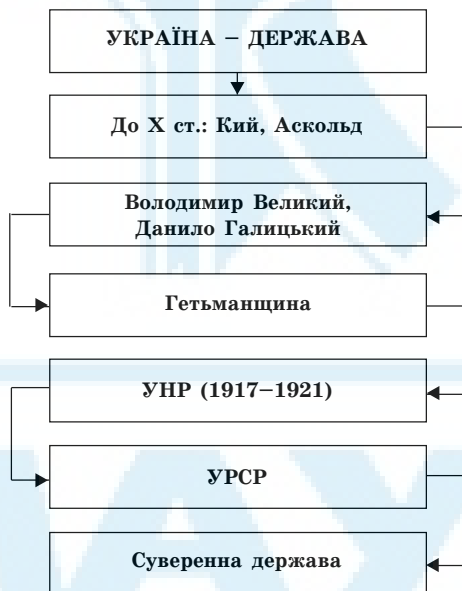 УКРАЇНА – ДЕРЖАВА
До X ст.: Кий, Аскольд
Володимир Великий,
Данило Галицький
Гетьманщина
УНР (1917–1921)
УРСР
Суверенна держава